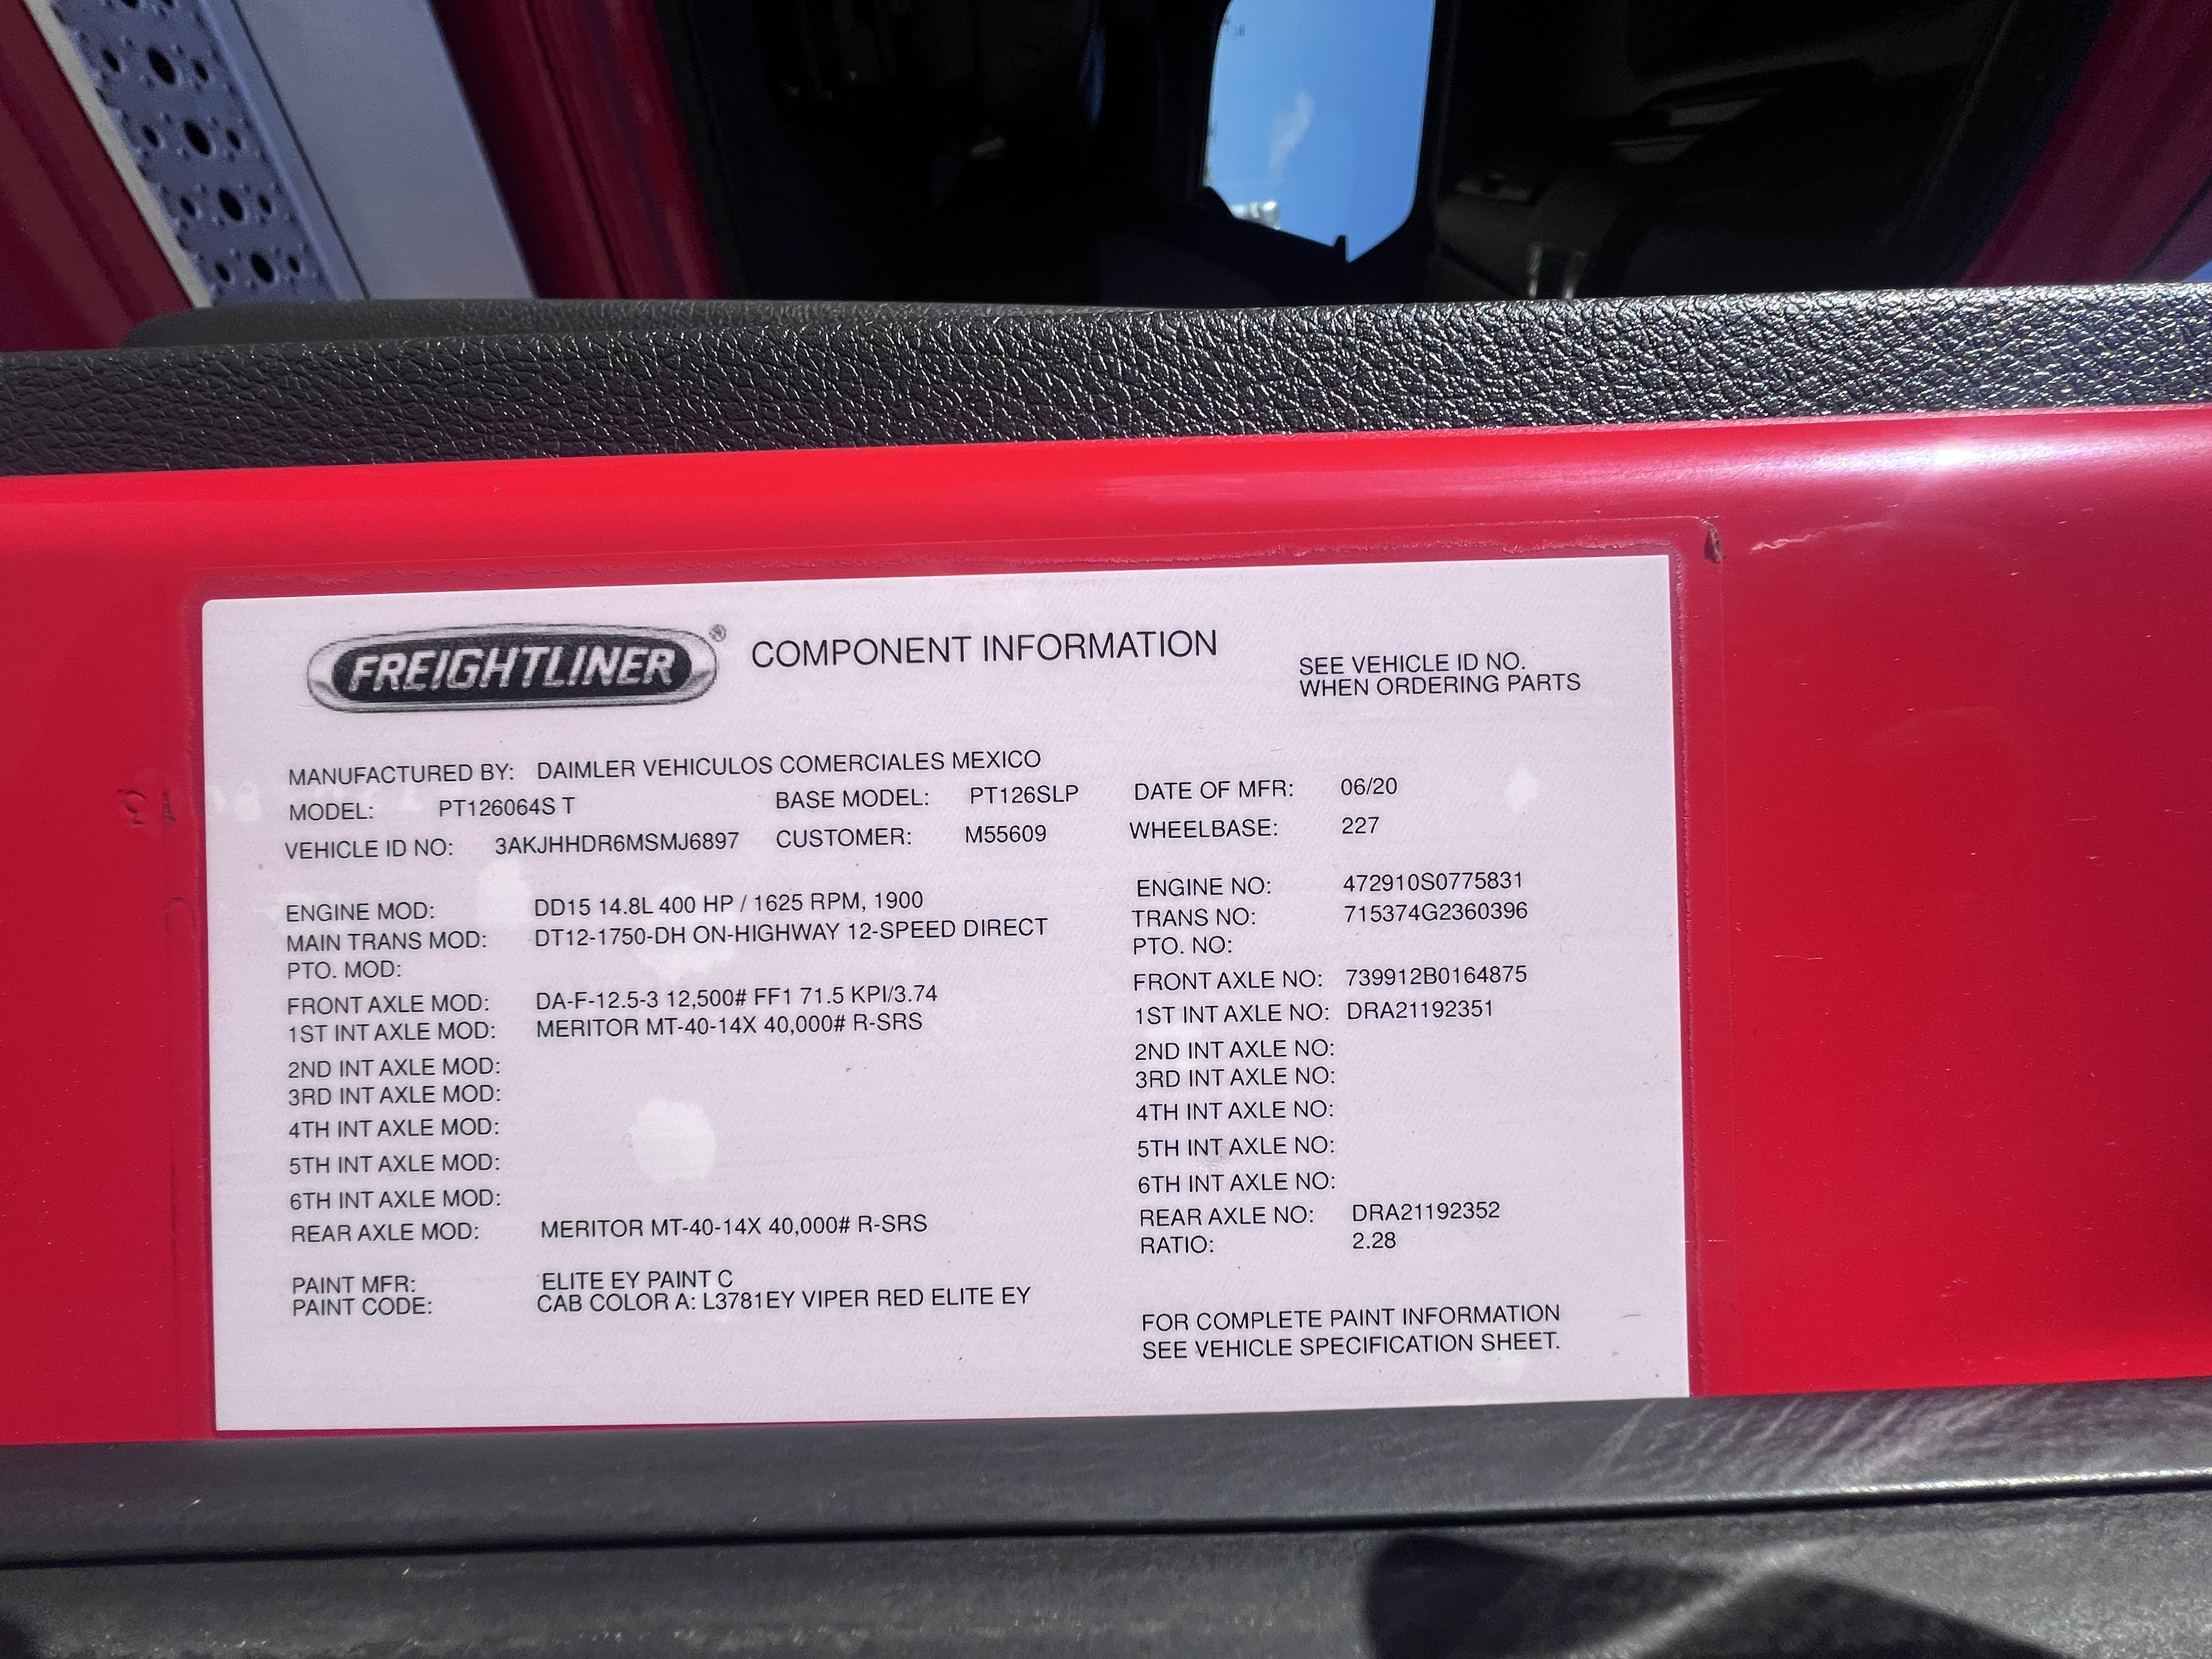 FREIGHTLINER® COMPONENT INFORMATION
SEE VEHICLE ID NO.
WHEN ORDERING PARTS
MANUFACTURED BY: DAIMLER VEHICULOS COMERCIALES MEXICO
MODEL: PT126064S T BASE MODEL: PT126SLP DATE OF MFR: 06/20
VEHICLE ID NO: 3AKJHHDR6MSMJ6897 CUSTOMER: M55609 WHEELBASE: 227
ENGINE MOD: DD15 14.8L 400 HP / 1625 RPM, 1900 ENGINE NO: 472910S0775831
MAIN TRANS MOD: DT12-1750-DH ON-HIGHWAY 12-SPEED DIRECT TRANS NO: 715374G2360396
PTO. MOD: PTO. NO:
FRONT AXLE MOD: DA-F-12.5-3 12,500# FF1 71.5 KPI/3.74 FRONT AXLE NO: 739912B0164875
1ST INT AXLE MOD: MERITOR MT-40-14X 40,000# R-SRS 1ST INT AXLE NO: DRA21192351
2ND INT AXLE MOD: 2ND INT AXLE NO:
3RD INT AXLE MOD: 3RD INT AXLE NO:
4TH INT AXLE MOD: 4TH INT AXLE NO:
5TH INT AXLE MOD: 5TH INT AXLE NO:
6TH INT AXLE MOD: 6TH INT AXLE NO:
REAR AXLE MOD: MERITOR MT-40-14X 40,000# R-SRS REAR AXLE NO: DRA21192352
RATIO: 2.28
PAINT MFR: ELITE EY PAINT C
PAINT CODE: CAB COLOR A: L3781EY VIPER RED ELITE EY
FOR COMPLETE PAINT INFORMATION
SEE VEHICLE SPECIFICATION SHEET.